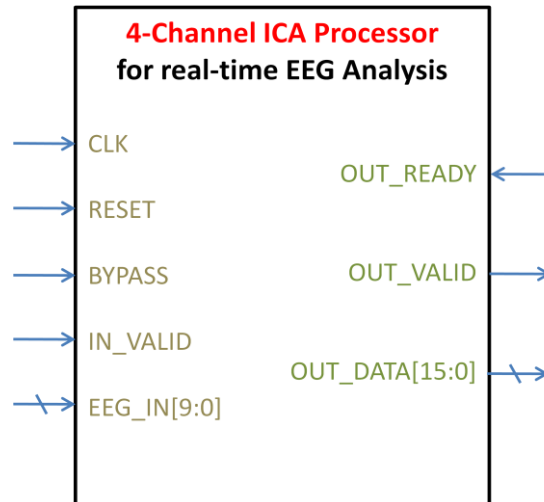 4-Channel ICA Processor
for real-time EEG Analysis
CLK
OUT_READY
RESET
BYPASS
OUT_VALID
IN_VALID
OUT_DATA[15:0]
EEG_IN[9:0]